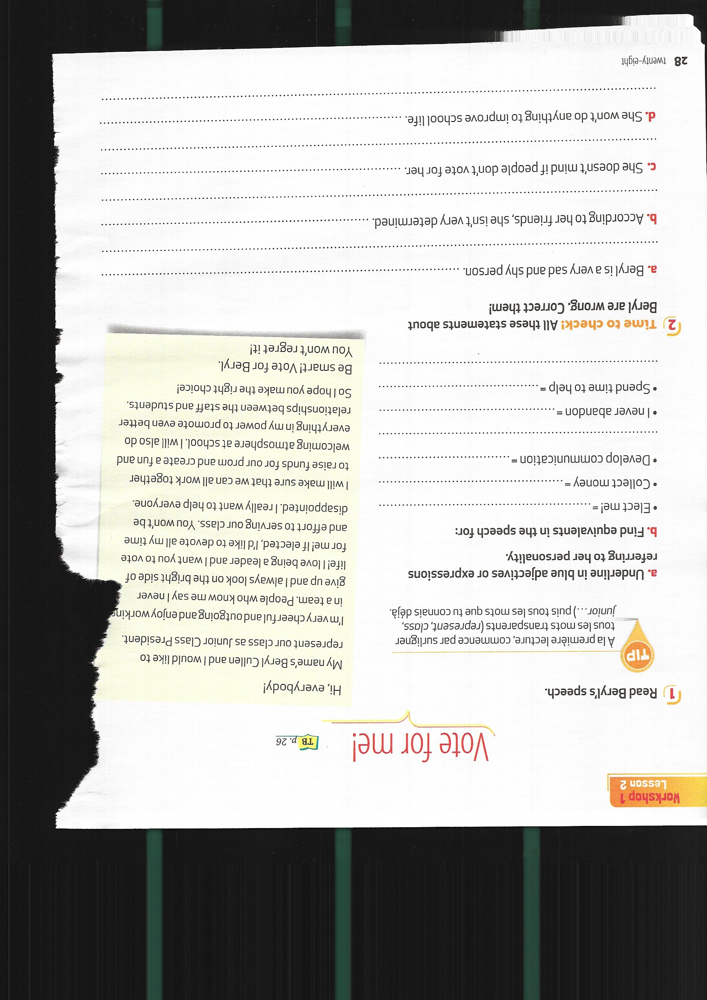 Workshop 1
Lesson 2
Vote for me!
TB p. 26
1 Read Beryl's speech.
TIP
À la première lecture, commence par surligner
tous les mots transparents (represent, class,
junior...) puis tous les mots que tu connais déjà.
a. Underline in blue adjectives or expressions
referring to her personality.
b. Find equivalents in the speech for:
• Elect me! = ............................................................
• Collect money = ............................................................
• Develop communication = ............................................................
............................................................
• I never abandon = ............................................................
• Spend time to help = ............................................................
............................................................
Hi, everybody!
My name's Beryl Cullen and I would like to
represent our class as Junior Class President.
I'm very cheerful and outgoing and enjoy working
in a team. People who know me say I never
give up and I always look on the bright side of
life! I love being a leader and I want you to vote
for me! If elected, I'd like to devote all my time
and effort to serving our class. You won't be
disappointed. I really want to help everyone.
I will make sure that we can all work together
to raise funds for our prom and create a fun and
welcoming atmosphere at school. I will also do
everything in my power to promote even better
relationships between the staff and students.
So I hope you make the right choice!
Be smart! Vote for Beryl.
You won't regret it!
2 Time to check! All these statements about
Beryl are wrong. Correct them!
a. Beryl is a very sad and shy person. ............................................................
............................................................
b. According to her friends, she isn't very determined. ............................................................
............................................................
c. She doesn't mind if people don't vote for her. ............................................................
............................................................
d. She won't do anything to improve school life. ............................................................
............................................................
28 twenty-eight